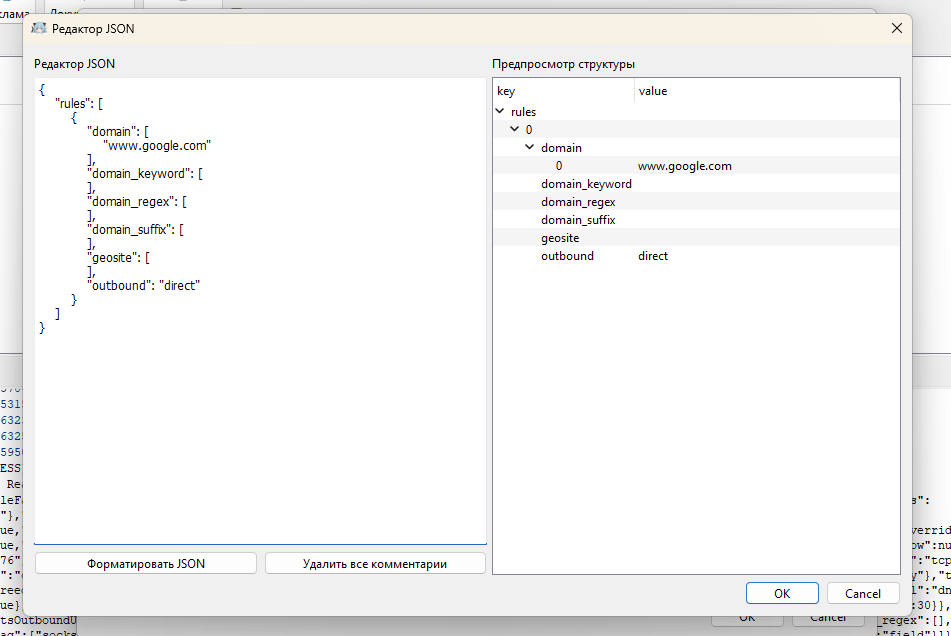 Редактор JSON
Редактор JSON
Предпросмотр структуры
{
"rules": [
{
"domain": [
"www.google.com"
],
"domain_keyword": [
],
"domain_regex": [
],
"domain_suffix": [
],
"geosite": [
],
"outbound": "direct"
}
]
}
key value
rules
0
domain
0 www.google.com
domain_keyword
domain_regex
domain_suffix
geosite
outbound direct
Форматировать JSON
Удалить все комментарии
OK
Cancel